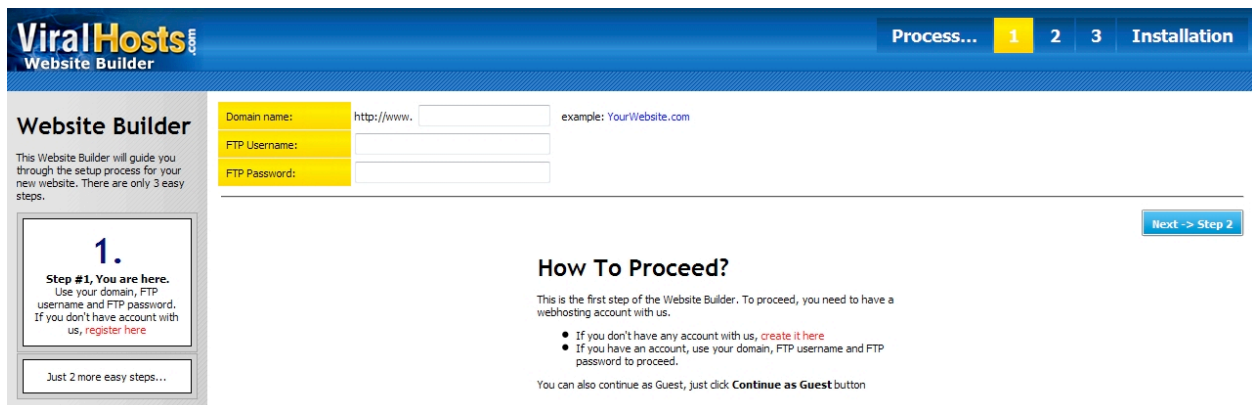 ViralHosts.com
Website Builder
Process... 1 2 3 Installation
Website Builder
This Website Builder will guide you
through the setup process for your
new website. There are only 3 easy
steps.
1.
Step #1, You are here.
Use your domain, FTP
username and FTP password.
If you don't have account with
us, register here
Just 2 more easy steps...
Domain name: http://www. example: YourWebsite.com
FTP Username:
FTP Password:
Next -> Step 2
How To Proceed?
This is the first step of the Website Builder. To proceed, you need to have a
webhosting account with us.
• If you don't have any account with us, create it here
• If you have an account, use your domain, FTP username and FTP
password to proceed.
You can also continue as Guest, just click Continue as Guest button